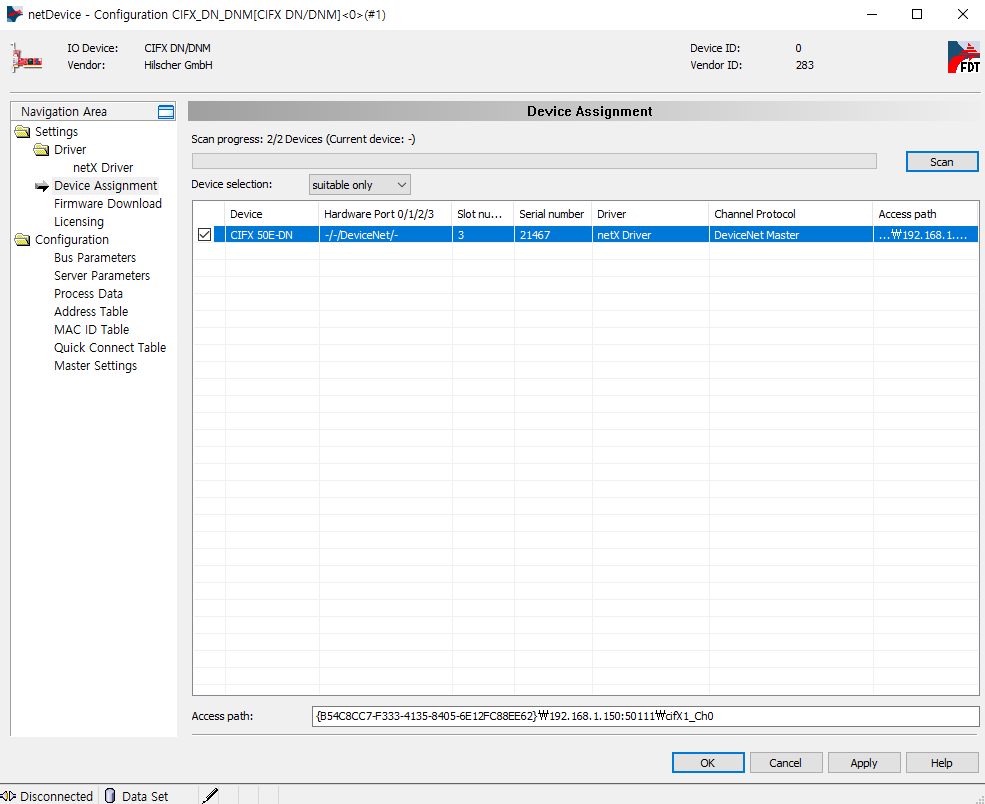 netDevice - Configuration CIFX_DN_DNM[CIFX DN/DNM]<0>(#1)
IO Device: CIFX DN/DNM Device ID: 0
Vendor: Hilscher GmbH Vendor ID: 283
FDT
Navigation Area
Settings
Driver
netX Driver
Device Assignment
Firmware Download
Licensing
Configuration
Bus Parameters
Server Parameters
Process Data
Address Table
MAC ID Table
Quick Connect Table
Master Settings
Device Assignment
Scan progress: 2/2 Devices (Current device: -)
Scan
Device selection: suitable only
Device Hardware Port 0/1/2/3 Slot nu... Serial number Driver Channel Protocol Access path
CIFX 50E-DN -/-/DeviceNet/- 3 21467 netX Driver DeviceNet Master ...₩192.168.1....
Access path: {B54C8CC7-F333-4135-8405-6E12FC88EE62}₩192.168.1.150:50111₩cifX1_Ch0
OK Cancel Apply Help
Disconnected Data Set